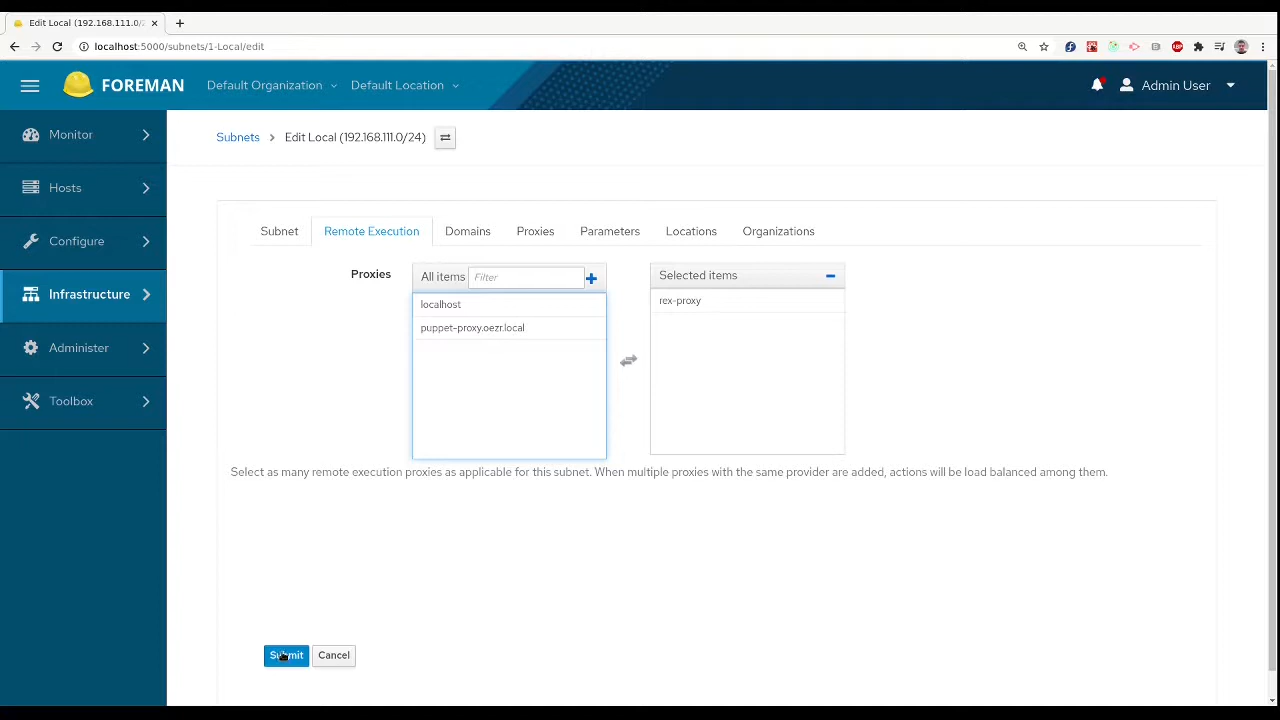 Edit Local (192.168.111.0/2
localhost:5000/subnets/1-Local/edit
ABP
FOREMAN
Default Organization
Default Location
Admin User
Monitor
Hosts
Configure
Infrastructure
Administer
Toolbox
Subnets > Edit Local (192.168.111.0/24)
Subnet
Remote Execution
Domains
Proxies
Parameters
Locations
Organizations
Proxies
All items
Filter
localhost
puppet-proxy.oezr.local
Selected items
rex-proxy
Select as many remote execution proxies as applicable for this subnet. When multiple proxies with the same provider are added, actions will be load balanced among them.
Submit
Cancel